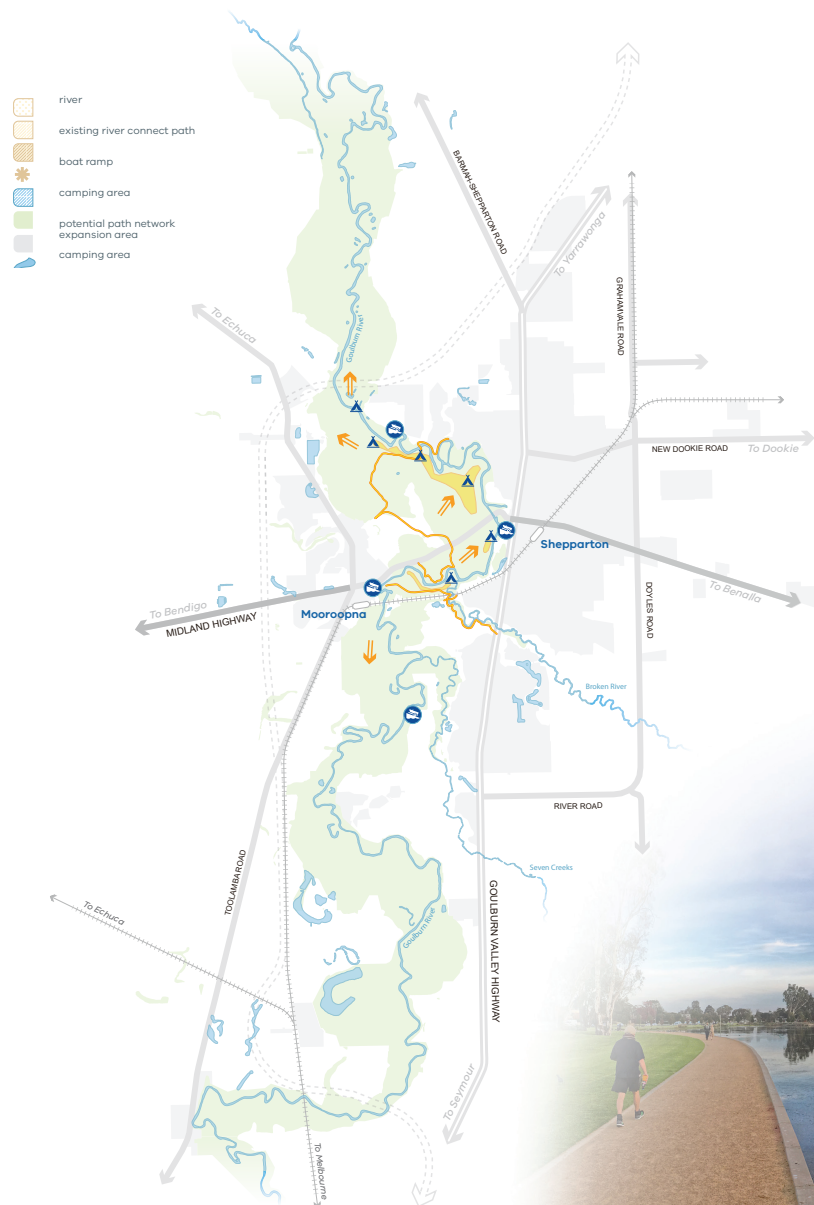 river
existing river connect path
boat ramp
camping area
potential path network
expansion area
camping area
BARMAH-SHEPPARTON ROAD
To Yarrawonga
GRAHAMVALE ROAD
To Echuca
Goulburn River
NEW DOOKIE ROAD
To Dookie
Shepparton
To Benalla
To Bendigo
MIDLAND HIGHWAY
Mooroopna
DOYLES ROAD
Broken River
RIVER ROAD
TOOLAMBA ROAD
Seven Creeks
To Echuca
Goulburn River
GOULBURN VALLEY HIGHWAY
To Seymour
To Melbourne